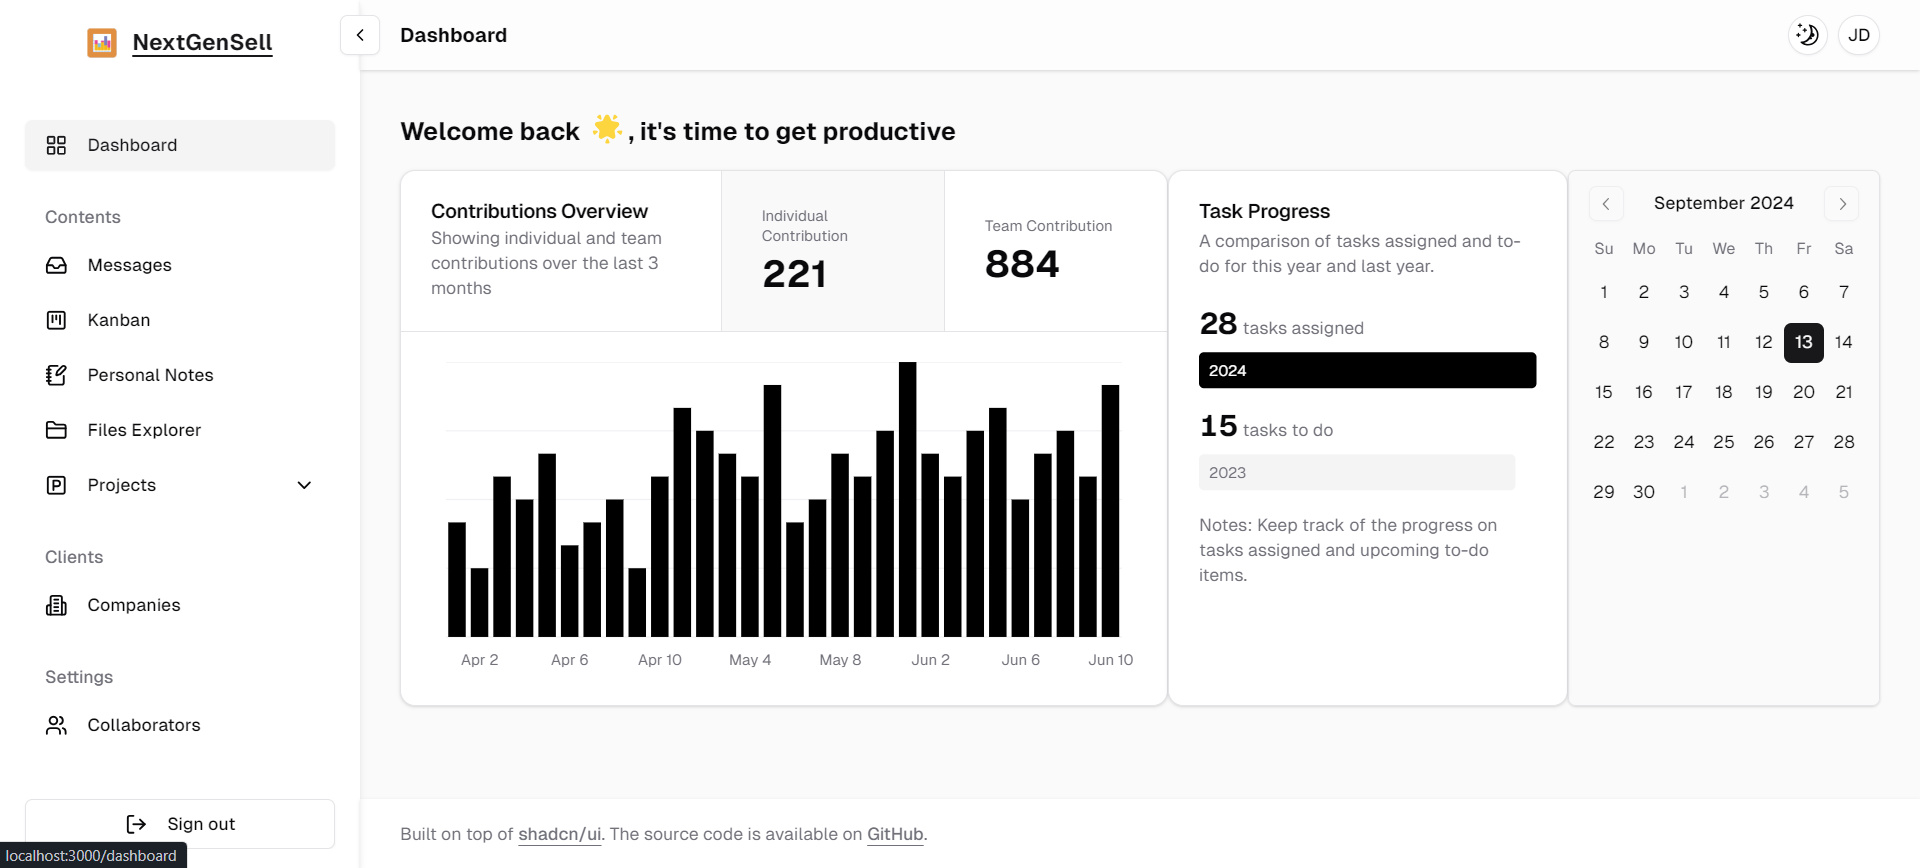 NextGenSell
Dashboard
Contents
Messages
Kanban
Personal Notes
Files Explorer
Projects
Clients
Companies
Settings
Collaborators
Sign out
localhost:3000/dashboard
Dashboard
JD
Welcome back 🌟, it's time to get productive
Contributions Overview
Showing individual and team
contributions over the last 3
months
Individual
Contribution
221
Team Contribution
884
Apr 2 Apr 6 Apr 10 May 4 May 8 Jun 2 Jun 6 Jun 10
Task Progress
A comparison of tasks assigned and to-
do for this year and last year.
28 tasks assigned
2024
15 tasks to do
2023
Notes: Keep track of the progress on
tasks assigned and upcoming to-do
items.
September 2024
Su Mo Tu We Th Fr Sa
1 2 3 4 5 6 7
8 9 10 11 12 13 14
15 16 17 18 19 20 21
22 23 24 25 26 27 28
29 30 1 2 3 4 5
Built on top of shadcn/ui. The source code is available on GitHub.